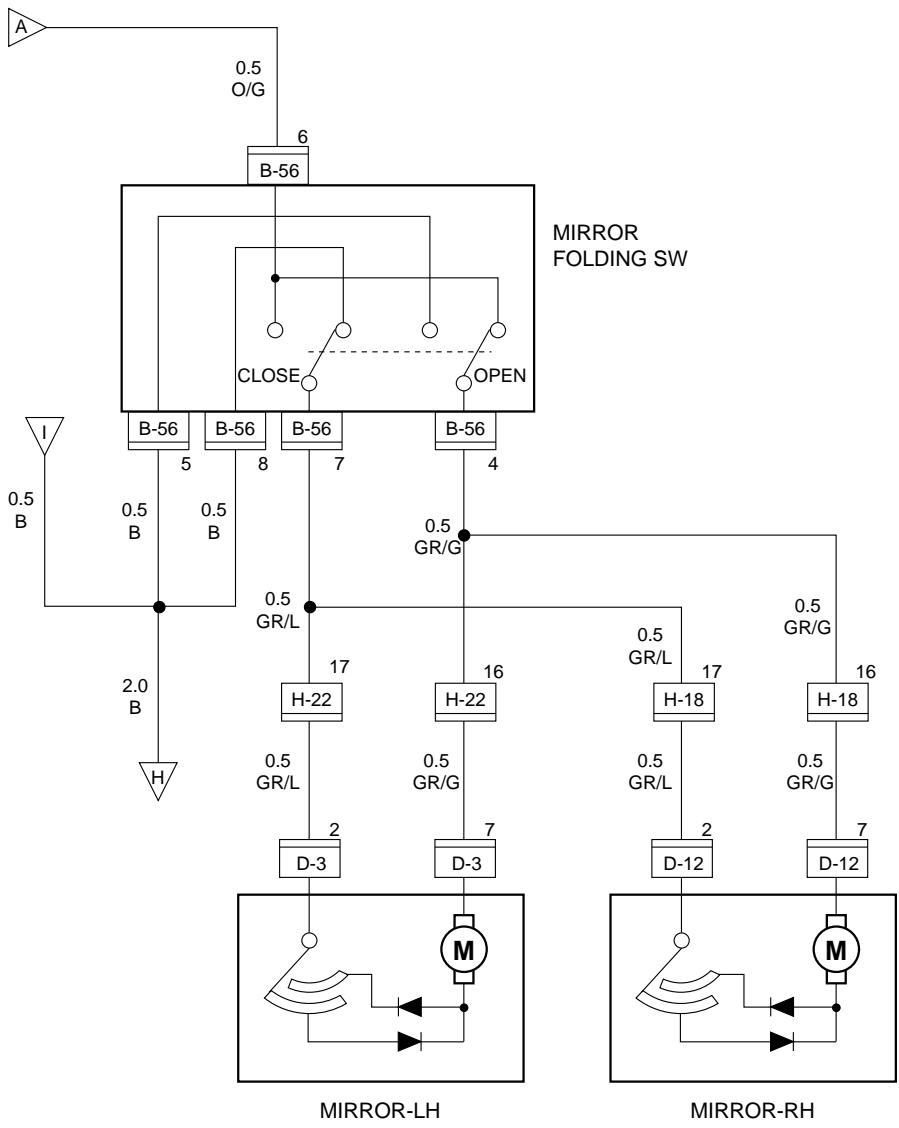 A
0.5
O/G
6
B-56
MIRROR
FOLDING SW
CLOSE
OPEN
B-56
B-56
B-56
B-56
5
8
7
4
I
0.5
B
0.5
B
0.5
B
0.5
GR/G
0.5
GR/L
0.5
GR/L
0.5
GR/G
2.0
B
H
17
H-22
16
H-22
17
H-18
16
H-18
0.5
GR/L
0.5
GR/G
0.5
GR/L
0.5
GR/G
2
D-3
7
D-3
2
D-12
7
D-12
M
M
MIRROR-LH
MIRROR-RH